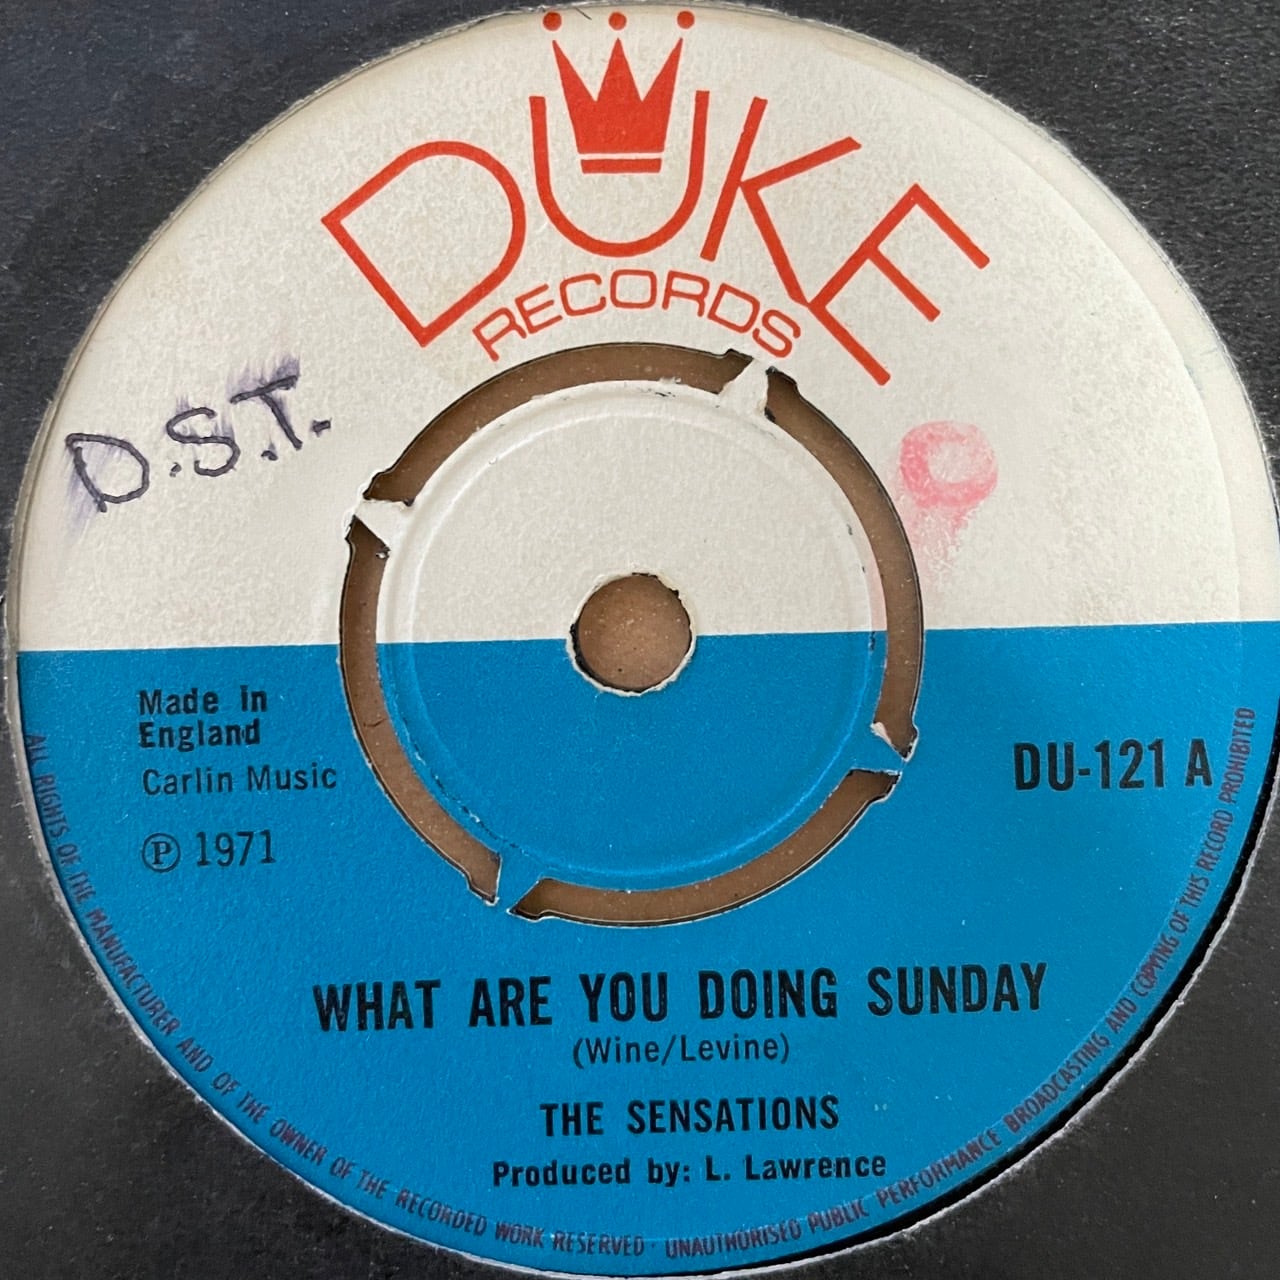 DUKE
RECORDS
D.S.T.
Made In
England
Carlin Music
℗ 1971
DU-121 A
WHAT ARE YOU DOING SUNDAY
(Wine/Levine)
THE SENSATIONS
Produced by: L. Lawrence
ALL RIGHTS OF THE MANUFACTURER AND OF THE OWNER OF THE RECORDED WORK RESERVED · UNAUTHORISED PUBLIC PERFORMANCE BROADCASTING AND COPYING OF THIS RECORD PROHIBITED